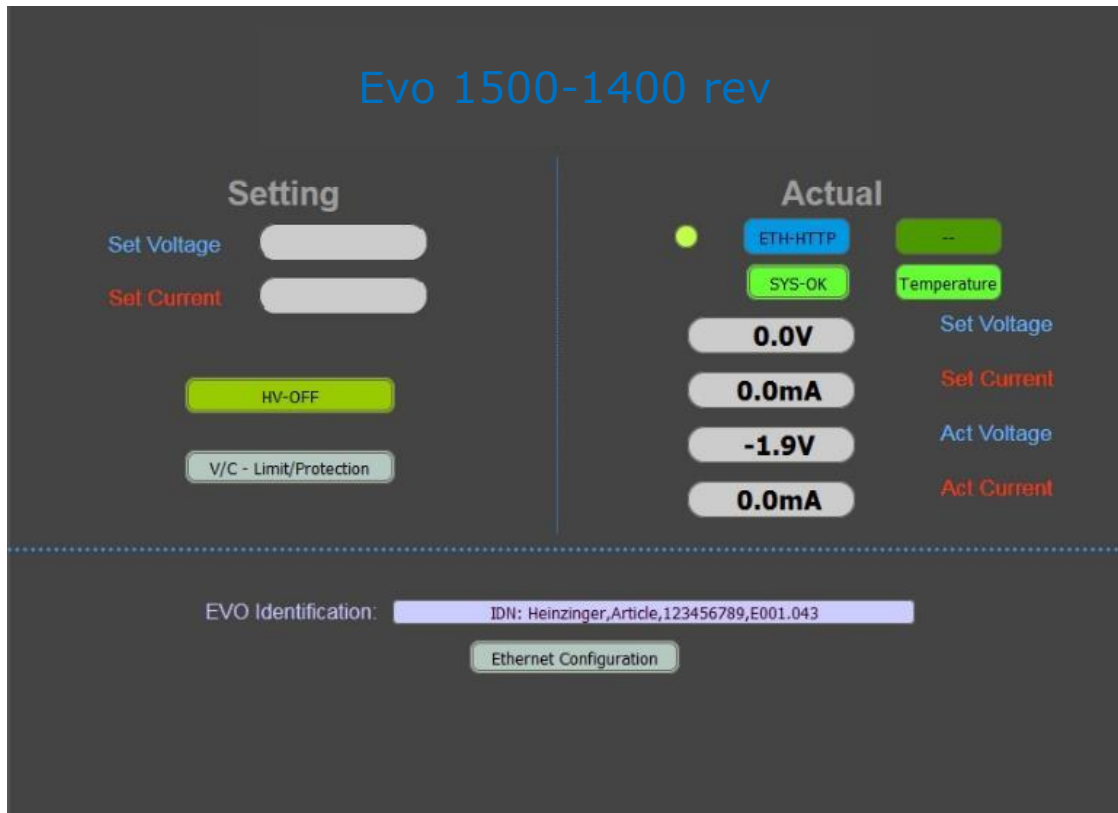 Evo 1500-1400 rev
Setting
Set Voltage
Set Current
HV-OFF
V/C - Limit/Protection
Actual
ETH-HTTP
--
SYS-OK
Temperature
0.0V
Set Voltage
0.0mA
Set Current
-1.9V
Act Voltage
0.0mA
Act Current
EVO Identification:
IDN: Heinzinger,Article,123456789,E001.043
Ethernet Configuration